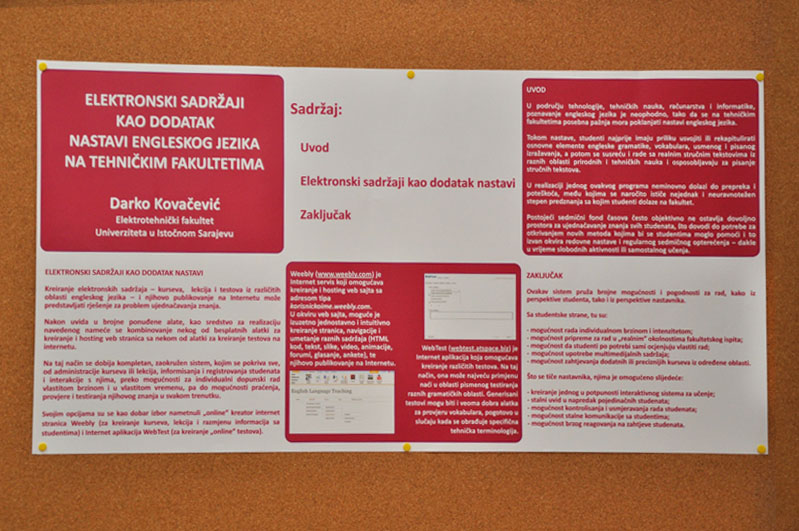 ELEKTRONSKI SADRŽAJI
KAO DODATAK
NASTAVI ENGLESKOG JEZIKA
NA TEHNIČKIM FAKULTETIMA
Darko Kovačević
Elektrotehnički fakultet
Univerziteta u Istočnom Sarajevu
Sadržaj:
Uvod
Elektronski sadržaji kao dodatak nastavi
Zaključak
UVOD
U području tehnologije, tehničkih nauka, računarstva i informatike,
poznavanje engleskog jezika je neophodno, tako da se na tehničkim
fakultetima posebna pažnja mora poklanjati nastavi engleskog jezika.
Tokom nastave, studenti najprije imaju priliku usvojiti ili rekapitulirati
osnovne elemente engleske gramatike, vokabulara, usmenog i pisanog
izražavanja, a potom se susreću i rade sa realnim stručnim tekstovima iz
raznih oblasti prirodnih i tehničkih nauka i osposobljavaju za pisanje
stručnih tekstova.
U realizaciji jednog ovakvog programa neminovno dolazi do prepreka i
poteškoća, među kojima se naročito ističe nejednak i neuravnotežen
stepen predznanja sa kojim studenti dolaze na fakultet.
Postojeći sedmični fond časova često objektivno ne ostavlja dovoljno
prostora za ujednačavanje znanja svih studenata, što dovodi do potrebe za
otkrivanjem novih metoda kojima bi se studentima moglo pomoći i to
izvan okvira redovne nastave i regularnog sedmičnog opterećenja – dakle
u vrijeme slobodnih aktivnosti ili samostalnog učenja.
ELEKTRONSKI SADRŽAJI KAO DODATAK NASTAVI
Kreiranje elektronskih sadržaja – kurseva, lekcija i testova iz različitih
oblasti engleskog jezika – i njihovo publikovanje na Internetu može
predstavljati rješenje za problem ujednačavanja znanja.
Nakon uvida u brojne ponuđene alate, kao sredstvo za realizaciju
navedenog nameće se kombinovanje nekog od besplatnih alatki za
kreiranje i hosting veb stranica sa nekom od alatki za kreiranje testova na
internetu.
Na taj način se dobija kompletan, zaokružen sistem, kojim se pokriva sve,
od administracije kurseva ili lekcija, informisanja i registrovanja studenata
i interakcije s njima, preko mogućnosti za individualni dopunski rad
vlastitom brzinom i u vlastitom vremenu, pa do mogućnosti praćenja,
provjere i testiranja njihovog znanja u svakom trenutku.
Svojim opcijama su se kao dobar izbor nametnuli „online" kreator internet
stranica Weebly (za kreiranje kurseva, lekcija i razmjenu informacija sa
studentima) i internet aplikacija WebTest (za kreiranje „online" testova).
Weebly (www.weebly.com) je
Internet servis koji omogućava
kreiranje i hosting veb sajta sa
adresom tipa
korisnickoime.weebly.com.
U okviru veb sajta, moguće je
izuzetno jednostavno i intuitivno
kreiranje stranica, navigacije i
umetanje raznih sadržaja (HTML
kod, tekst, slike, video, animacije,
forumi, glasanje, ankete), te
njihovo publikovanje na Internetu.
English Language Teaching
WebTest (webtest.atspace.biz) je
Internet aplikacija koja omogućava
kreiranje različitih testova. Na taj
način, ona može najveću primjenu
naći u oblasti pismenog testiranja
raznih gramatičkih oblasti. Generisani
testovi mogu biti i veoma dobra alatka
za provjeru vokabulara, pogotovo u
slučaju kada se obrađuje specifična
tehnička terminologija.
ZAKLJUČAK
Ovakav sistem pruža brojne mogućnosti i pogodnosti za rad, kako iz
perspektive studenta, tako i iz perspektive nastavnika.
Sa studentske strane, tu su:
- mogućnost rada individualnom brzinom i intenzitetom;
- mogućnost pripreme za rad u „realnim" okolnostima fakultetskog ispita;
- mogućnost da studenti po potrebi sami ocjenjuju vlastiti rad;
- mogućnost upotrebe multimedijalnih sadržaja;
- mogućnost zahtjevanja dodatnih ili preciznijih kurseva iz određene oblasti.
Što se tiče nastavnika, njima je omogućeno slijedeće:
- kreiranje jednog u potpunosti interaktivnog sistema za učenje;
- stalni uvid u napredak pojedinačnih studenata;
- mogućnost kontrolisanja i usmjeravanja rada studenata;
- mogućnost stalne komunikacije sa studentima;
- mogućnost brzog reagovanja na zahtjeve studenata.